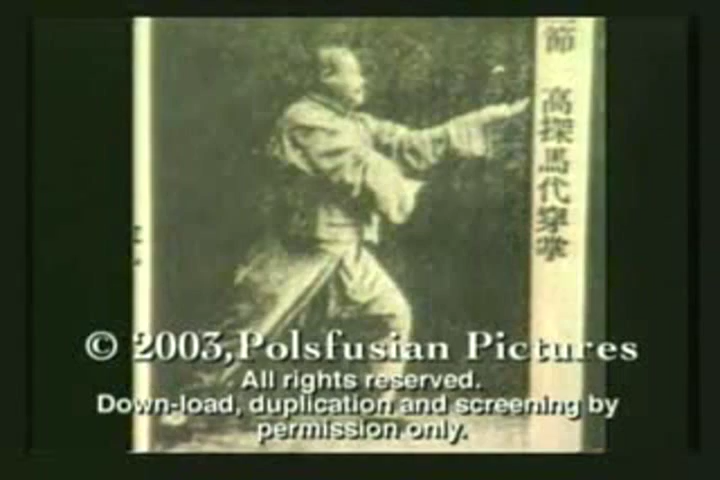 節 高探馬代穿掌
© 2003,Polsfusian Pictures
All rights reserved.
Down-load, duplication and screening by
permission only.